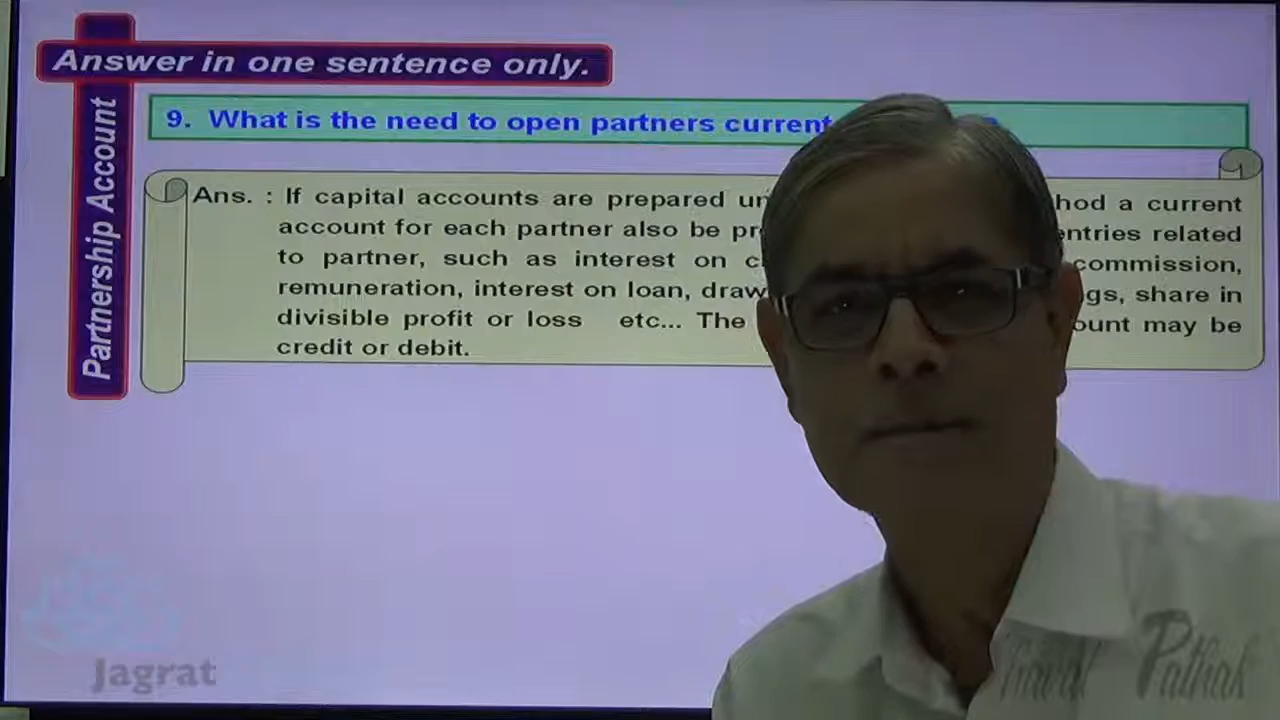 Answer in one sentence only.
Partnership Account
9. What is the need to open partners current
Ans. : If capital accounts are prepared hod a current
account for each partner also be entries related
to partner, such as interest on commission,
remuneration, interest on loan, gs, share in
divisible profit or loss etc... The ount may be
credit or debit.
Jagrat
Pathak